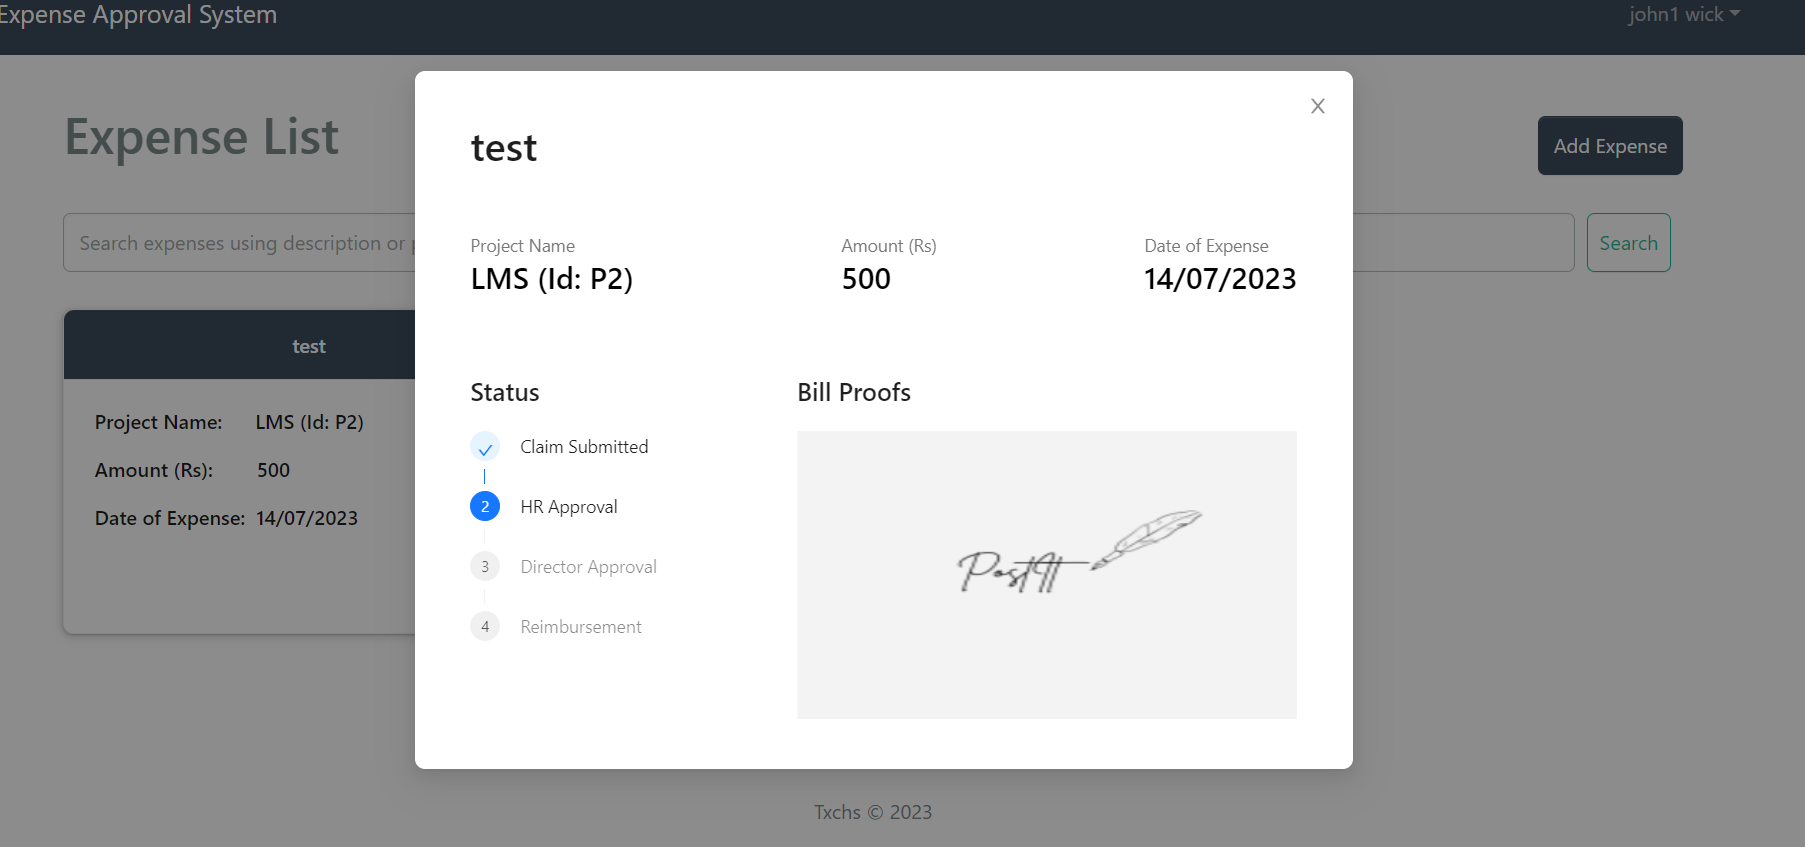 Expense Approval System
john1 wick
Expense List
Add Expense
Search expenses using description or
Search
test
Project Name: LMS (Id: P2)
Amount (Rs): 500
Date of Expense: 14/07/2023
test
Project Name
LMS (Id: P2)
Amount (Rs)
500
Date of Expense
14/07/2023
Status
Claim Submitted
2 HR Approval
3 Director Approval
4 Reimbursement
Bill Proofs
PostIt
Txchs © 2023